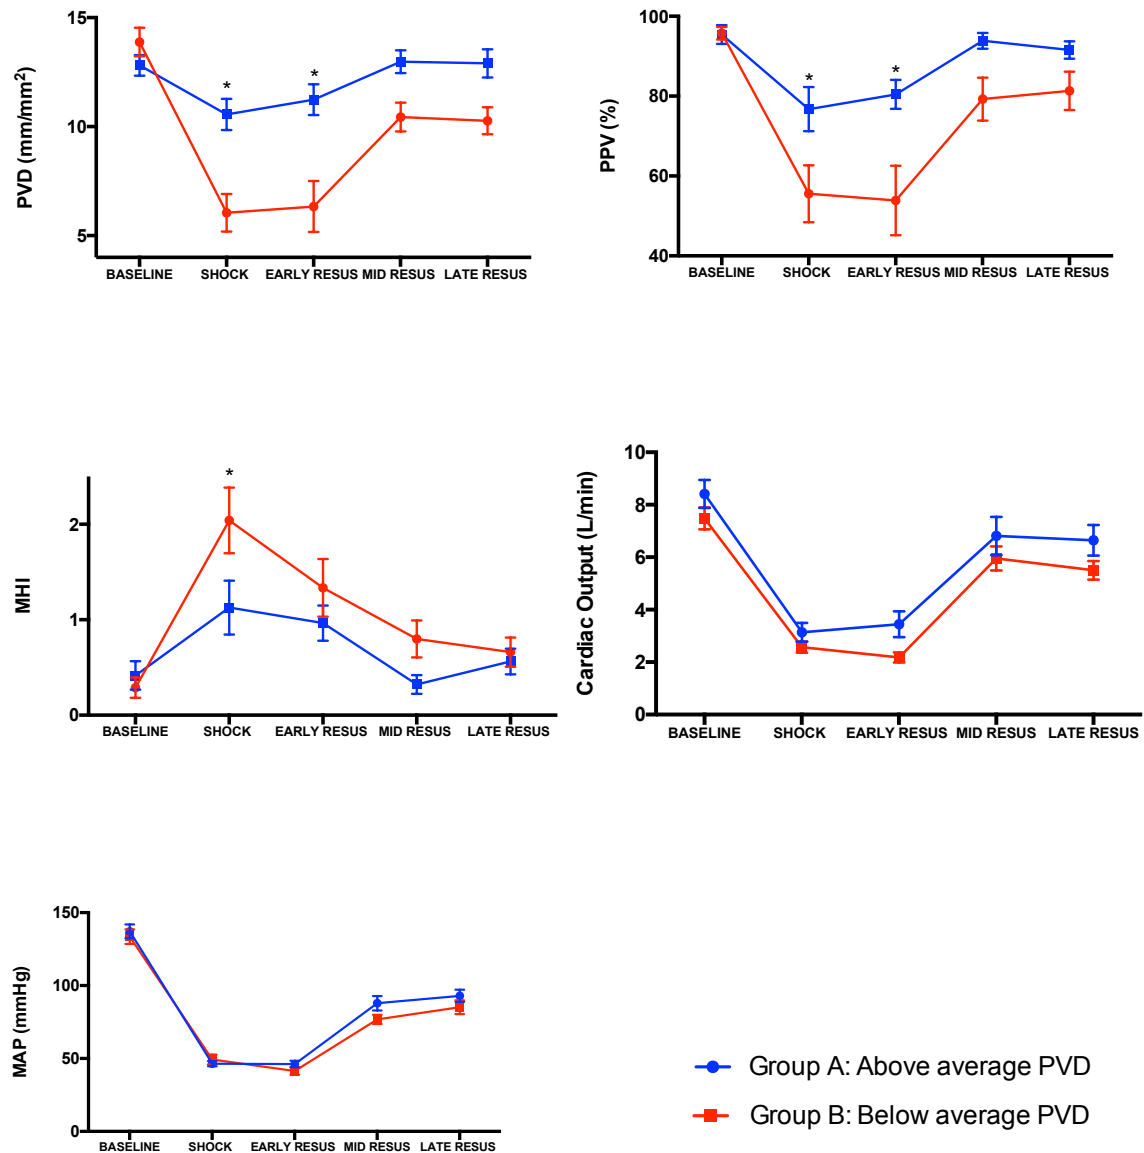 15
10
5
PVD (mm/mm²)
*
*
BASELINE SHOCK EARLY RESUS MID RESUS LATE RESUS
100
80
60
40
PPV (%)
*
*
BASELINE SHOCK EARLY RESUS MID RESUS LATE RESUS
2
1
0
MHI
*
BASELINE SHOCK EARLY RESUS MID RESUS LATE RESUS
10
8
6
4
2
0
Cardiac Output (L/min)
BASELINE SHOCK EARLY RESUS MID RESUS LATE RESUS
150
100
50
0
MAP (mmHg)
BASELINE SHOCK EARLY RESUS MID RESUS LATE RESUS
Group A: Above average PVD
Group B: Below average PVD